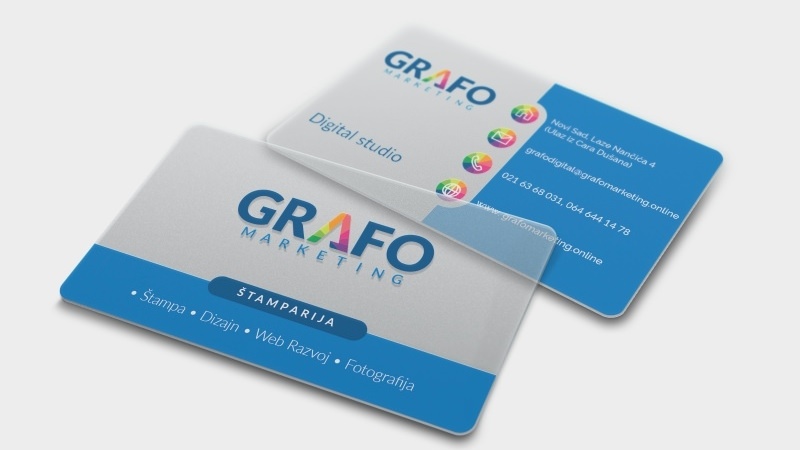 GRAFO
MARKETING
Digital studio
Novi Sad, Laze Nančića 4
(Ulaz iz Cara Dušana)
grafodigital@grafomarketing.online
021 63 68 031, 064 644 14 78
www.grafomarketing.online
GRAFO
MARKETING
ŠTAMPARIJA
• Štampa • Dizajn • Web Razvoj • Fotografija